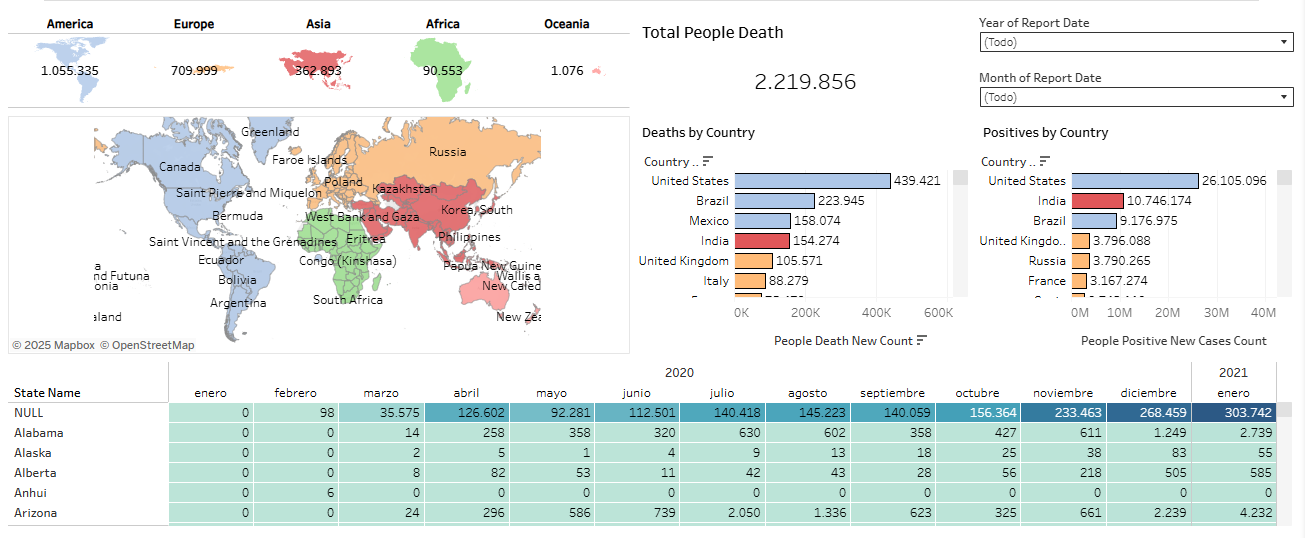 America Europe Asia Africa Oceania
1.055.335 709.999 362.893 90.553 1.076
Total People Death
2.219.856
Year of Report Date
(Todo)
Month of Report Date
(Todo)
Greenland
Faroe Islands
Russia
Canada
Poland
Kazakhstan
Saint Pierre and Miquelon
Bermuda
West Bank and Gaza
Korea, South
Saint Vincent and the Grenadines
Eritrea
Philippines
Ecuador
Congo (Kinshasa)
a
Papua New Guine
nd Futuna
Wallis a
Bolivia
onia
New Caled
Argentina
South Africa
aland
New Zea
© 2025 Mapbox © OpenStreetMap
Deaths by Country
Country ..
United States 439.421
Brazil 223.945
Mexico 158.074
India 154.274
United Kingdom 105.571
Italy 88.279
0K 200K 400K 600K
People Death New Count
Positives by Country
Country ..
United States 26.105.096
India 10.746.174
Brazil 9.176.975
United Kingdo.. 3.796.088
Russia 3.790.265
France 3.167.274
0M 10M 20M 30M 40M
People Positive New Cases Count
2020 2021
State Name enero febrero marzo abril mayo junio julio agosto septiembre octubre noviembre diciembre enero
NULL 0 98 35.575 126.602 92.281 112.501 140.418 145.223 140.059 156.364 233.463 268.459 303.742
Alabama 0 0 14 258 358 320 630 602 358 427 611 1.249 2.739
Alaska 0 0 2 5 1 4 9 13 18 25 38 83 55
Alberta 0 0 8 82 53 11 42 43 28 56 218 505 585
Anhui 0 6 0 0 0 0 0 0 0 0 0 0 0
Arizona 0 0 24 296 586 739 2.050 1.336 623 325 661 2.239 4.232